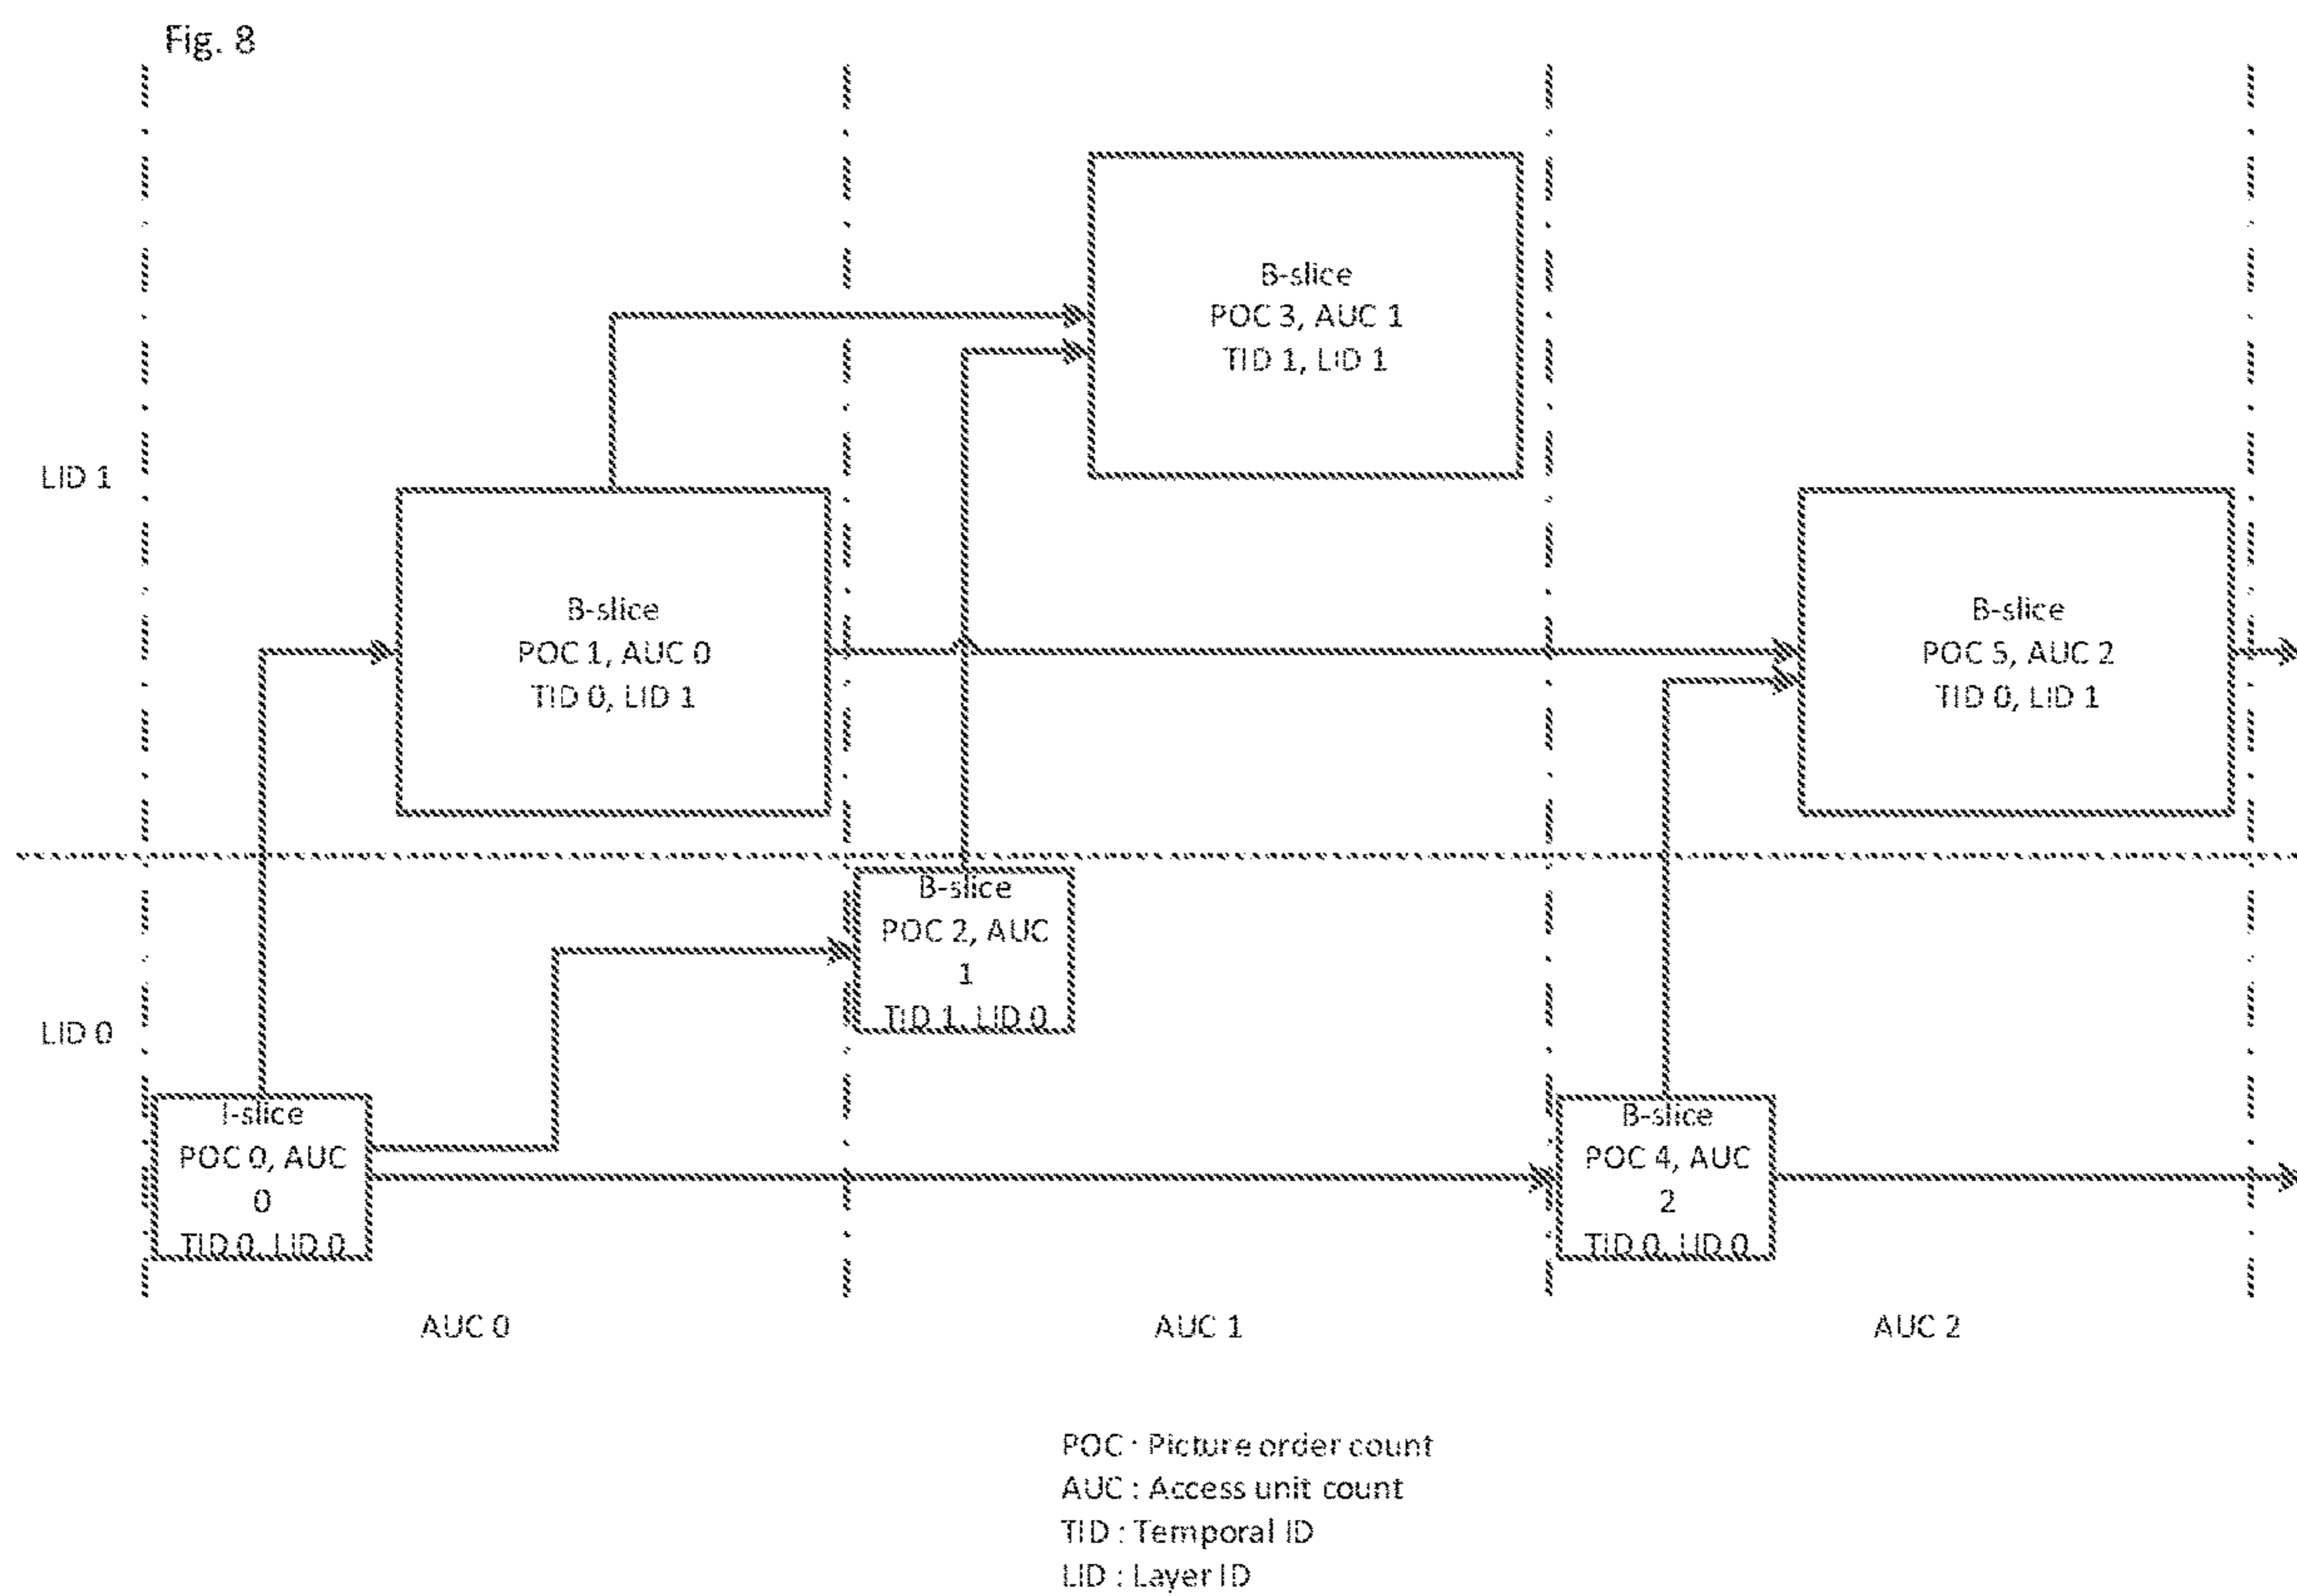 Fig. 8
B-slice
POC 3, AUC 1
TID 1, LID 1
LID 1
B-slice
POC 1, AUC 0
TID 0, LID 1
B-slice
POC 5, AUC 2
TID 0, LID 1
B-slice
POC 2, AUC
1
TID 1, LID 0
LID 0
I-slice
POC 0, AUC
0
TID 0, LID 0
B-slice
POC 4, AUC
2
TID 0, LID 0
AUC 0
AUC 1
AUC 2
POC : Picture order count
AUC : Access unit count
TID : Temporal ID
LID : Layer ID